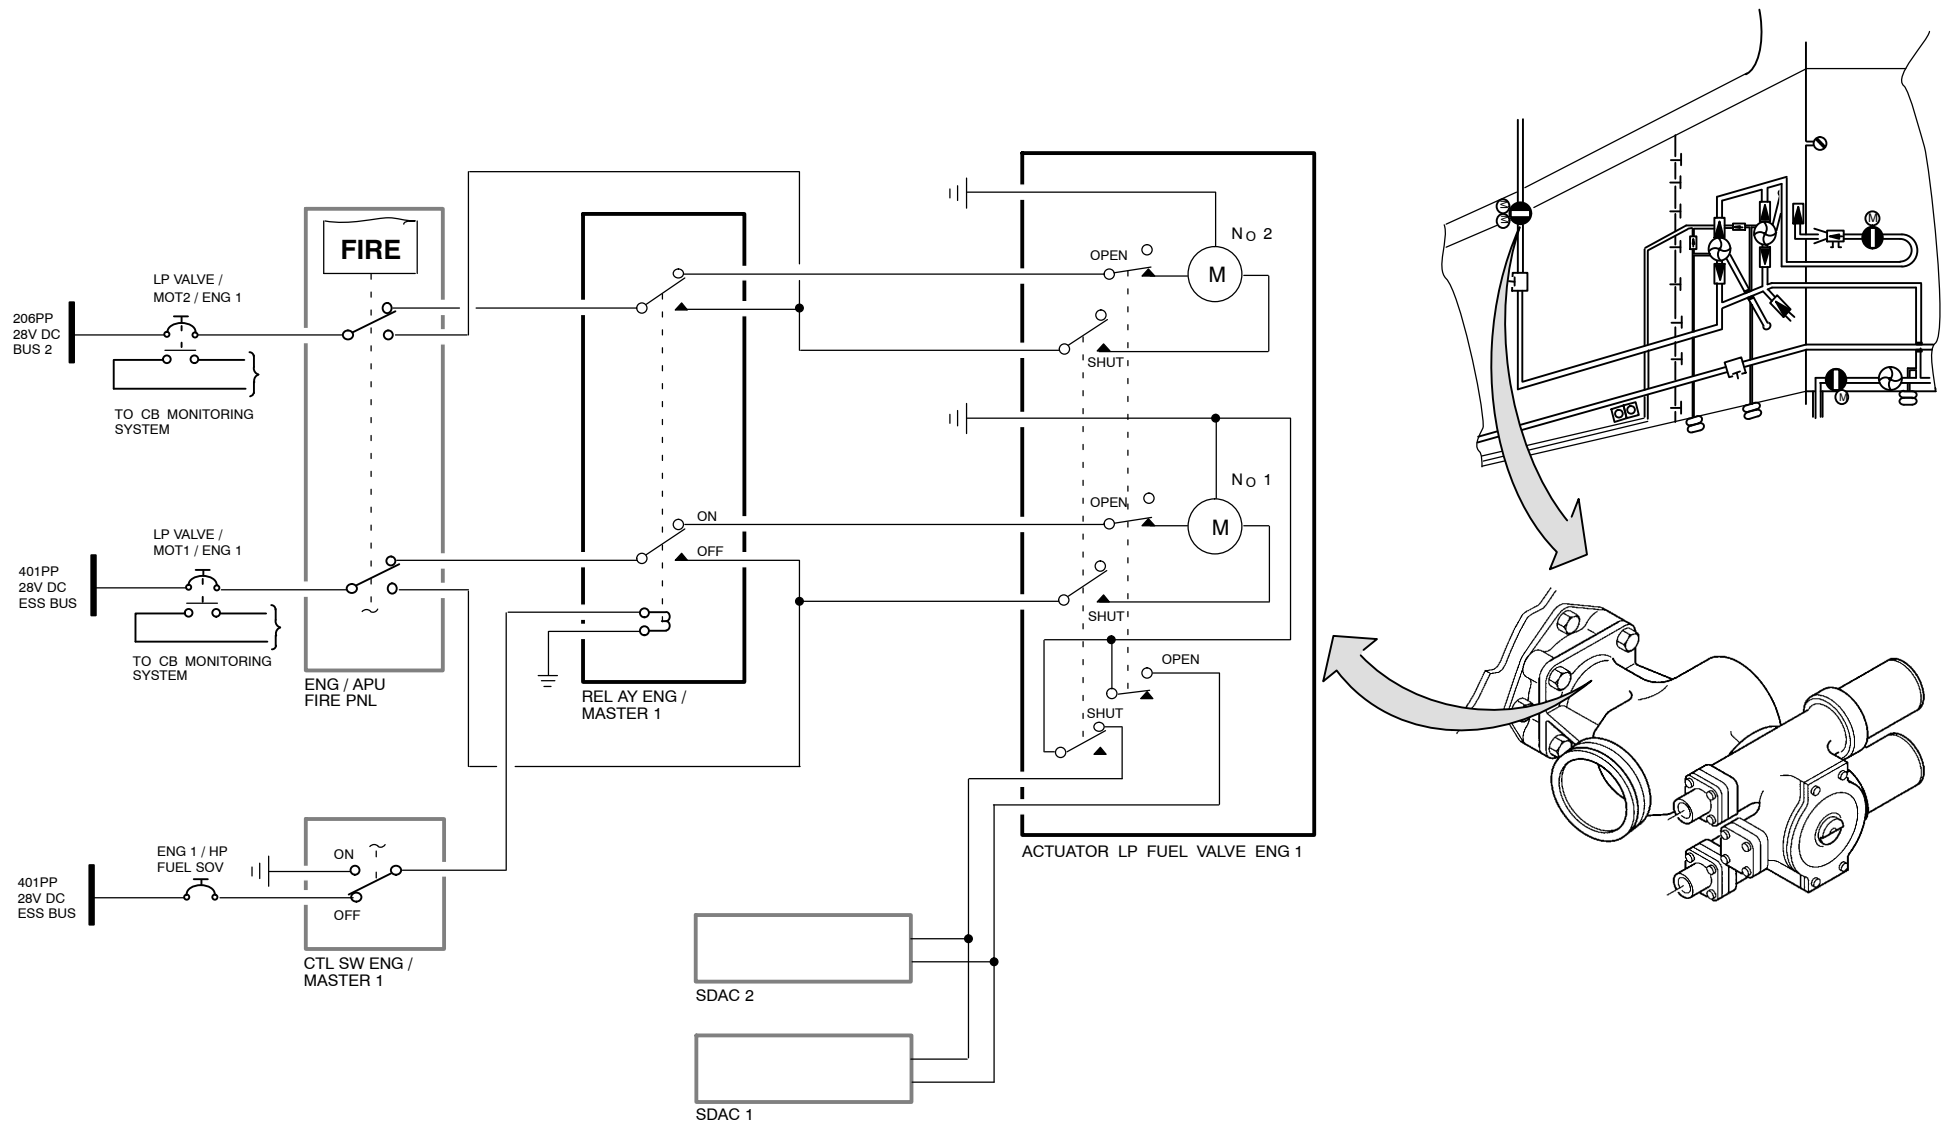 FIRE
LP VALVE /
MOT2 / ENG 1
206PP
28V DC
BUS 2
TO CB MONITORING
SYSTEM
LP VALVE /
MOT1 / ENG 1
401PP
28V DC
ESS BUS
TO CB MONITORING
SYSTEM
ENG / APU
FIRE PNL
ON
OFF
REL AY ENG /
MASTER 1
ENG 1 / HP
FUEL SOV
401PP
28V DC
ESS BUS
ON
OFF
CTL SW ENG /
MASTER 1
No 2
OPEN
M
SHUT
No 1
OPEN
M
SHUT
OPEN
SHUT
ACTUATOR LP FUEL VALVE ENG 1
SDAC 2
SDAC 1
M
M
M
M